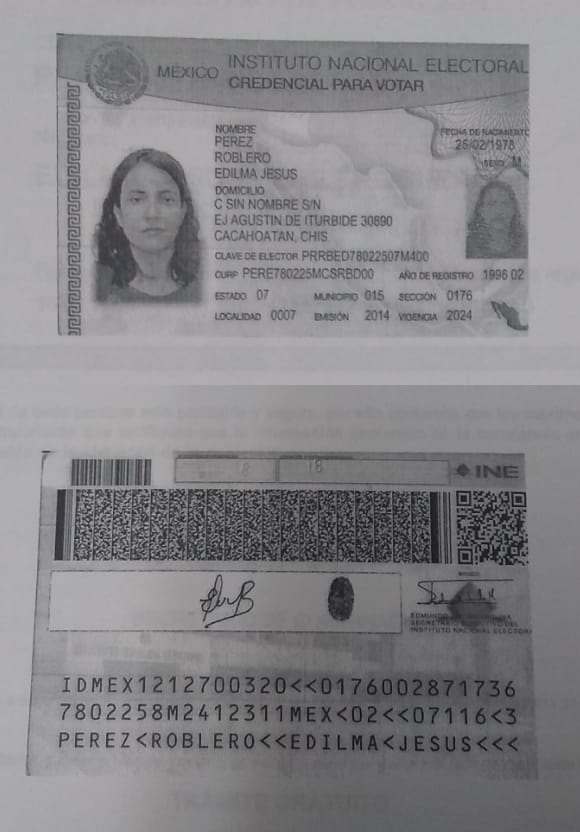 MÉXICO INSTITUTO NACIONAL ELECTORAL
CREDENCIAL PARA VOTAR
NOMBRE
PEREZ
ROBLERO
EDILMA JESUS
FECHA DE NACIMIENTO
25/02/1978
SEXO M
DOMICILIO
C SIN NOMBRE S/N
EJ AGUSTIN DE ITURBIDE 30890
CACAHOATAN, CHIS.
CLAVE DE ELECTOR PRRBED78022507M400
CURP PERE780225MCSRBD00 AÑO DE REGISTRO 1996 02
ESTADO 07 MUNICIPIO 015 SECCIÓN 0176
LOCALIDAD 0007 EMISIÓN 2014 VIGENCIA 2024
18
INE
EDMUNDO
SECRETARIO EJECUTIVO DEL
INSTITUTO NACIONAL ELECTORAL
IDMEX1212700320<<0176002871736
7802258M2412311MEX<02<<07116<3
PEREZ<ROBLERO<<EDILMA<JESUS<<<
TRÁMITE GRATUITO